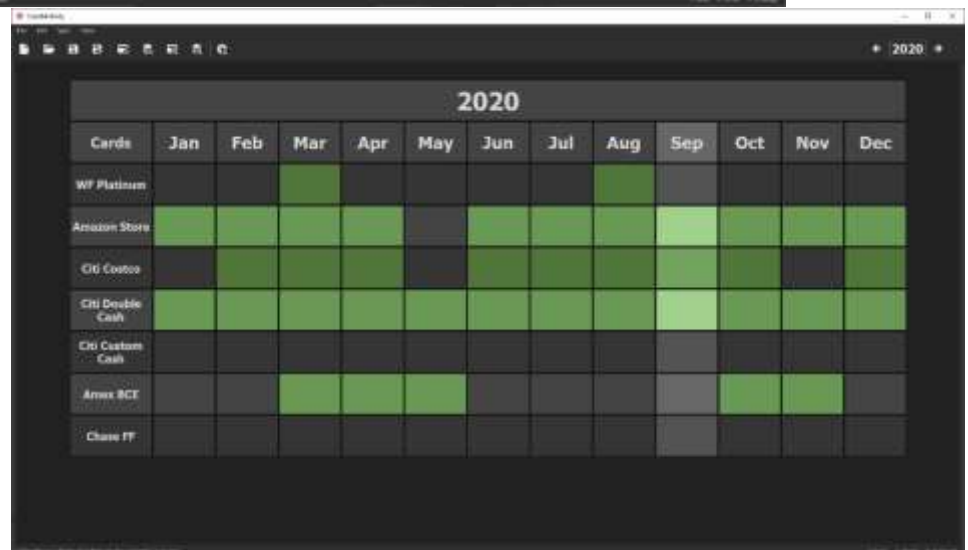 2020
2020
Cards Jan Feb Mar Apr May Jun Jul Aug Sep Oct Nov Dec
WF Platinum
Amazon Store
Citi Costco
Citi Double
Cash
Citi Custom
Cash
Amex BCE
Chase FF